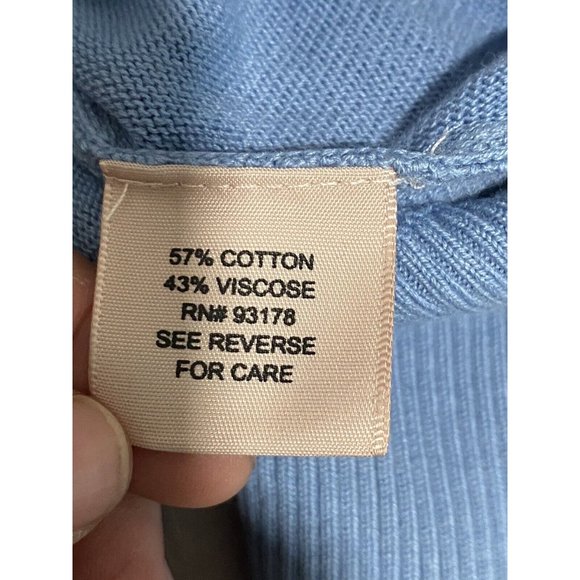 57% COTTON
43% VISCOSE
RN# 93178
SEE REVERSE
FOR CARE